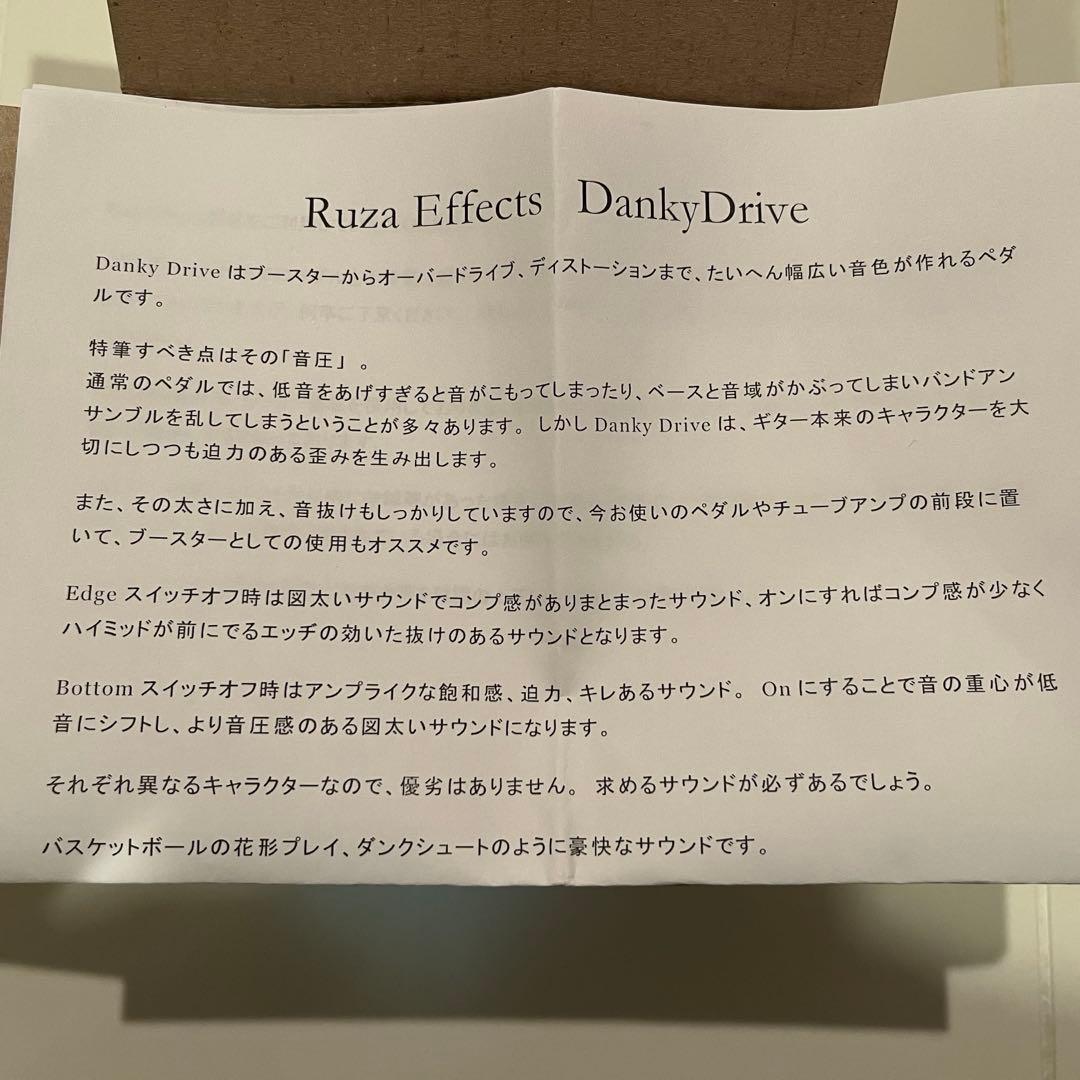 Ruza Effects DankyDrive
Danky Drive はブースターからオーバードライブ、ディストーションまで、たいへん幅広い音色が作れるペダ
ルです。
特筆すべき点はその「音圧」 。
通常のペダルでは、低音をあげすぎると音がこもってしまったり、ベースと音域がかぶってしまいバンドアン
サンブルを乱してしまうということが多々あります。しかし Danky Drive は、ギター本来のキャラクターを大
切にしつつも迫力のある歪みを生み出します。
また、その太さに加え、音抜けもしっかりしていますので、今お使いのペダルやチューブアンプの前段に置
いて、ブースターとしての使用もオススメです。
Edge スイッチオフ時は図太いサウンドでコンプ感がありまとまったサウンド、オンにすればコンプ感が少なく
ハイミッドが前にでるエッヂの効いた抜けのあるサウンドとなります。
Bottom スイッチオフ時はアンプライクな飽和感、迫力、キレあるサウンド。 On にすることで音の重心が低
音にシフトし、より音圧感のある図太いサウンドになります。
それぞれ異なるキャラクターなので、優劣はありません。 求めるサウンドが必ずあるでしょう。
バスケットボールの花形プレイ、ダンクシュートのように豪快なサウンドです。